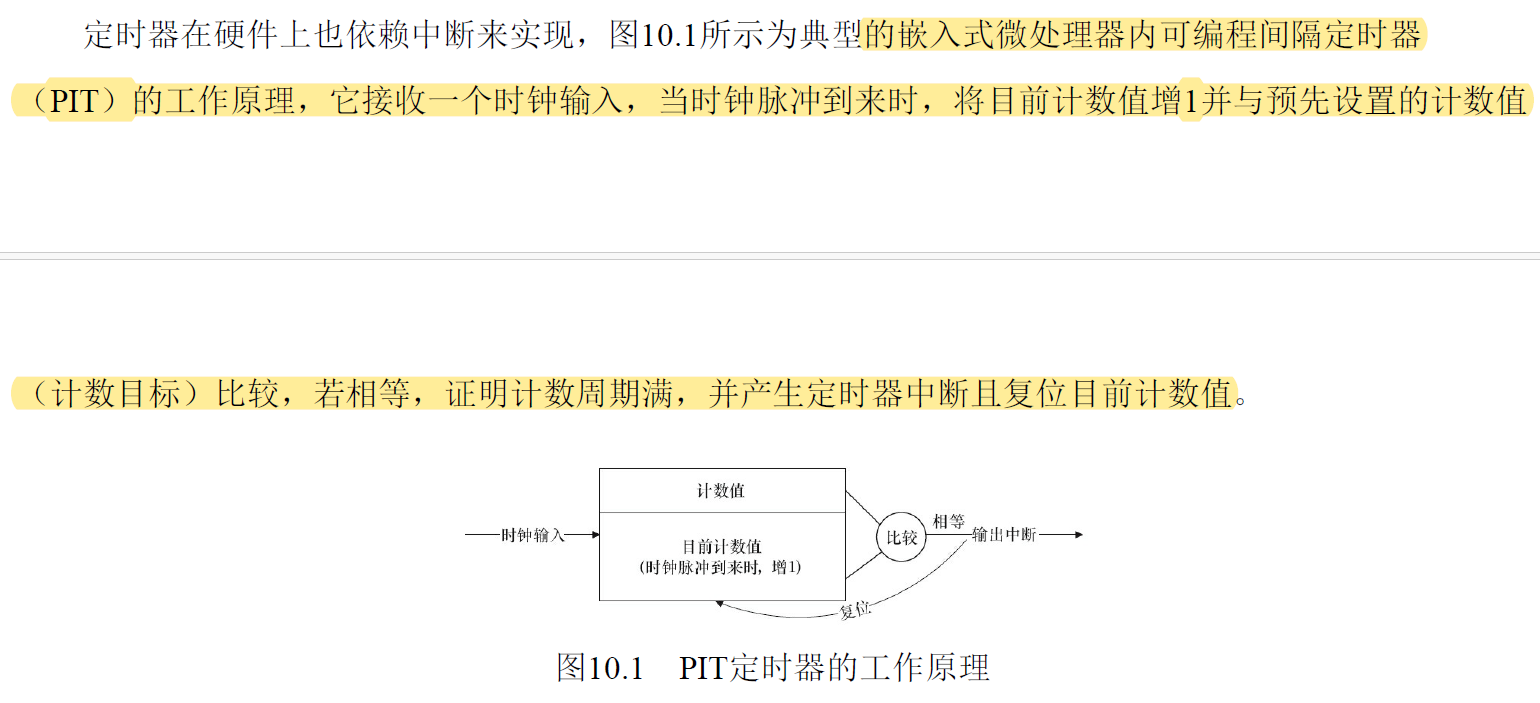 定时器在硬件上也依赖中断来实现，图10.1所示为典型的嵌入式微处理器内可编程间隔定时器
（PIT）的工作原理，它接收一个时钟输入，当时钟脉冲到来时，将目前计数值增1并与预先设置的计数值
（计数目标）比较，若相等，证明计数周期满，并产生定时器中断且复位目前计数值。
计数值
时钟输入
目前计数值
(时钟脉冲到来时，增1)
比较
相等
输出中断
复位
图10.1 PIT定时器的工作原理